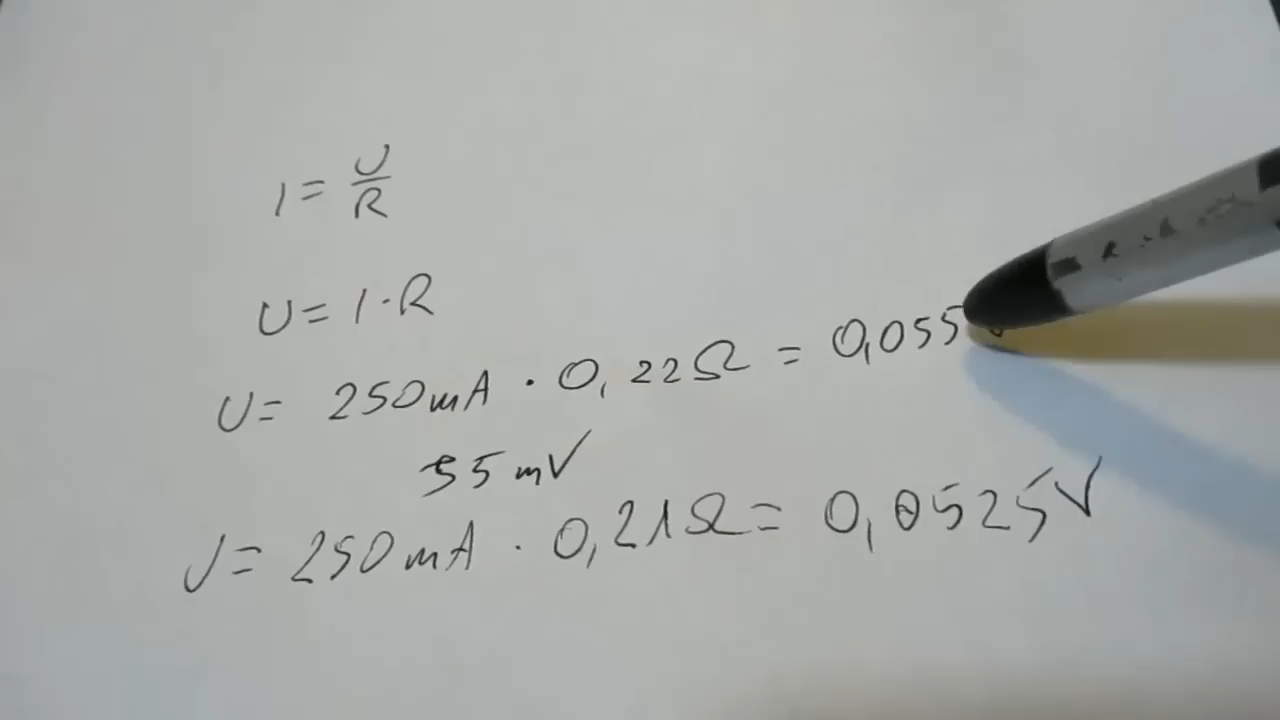 I = U/R
U = I · R
U = 250mA · 0,22Ω = 0,055
55mV
U = 250mA · 0,21Ω = 0,0525V